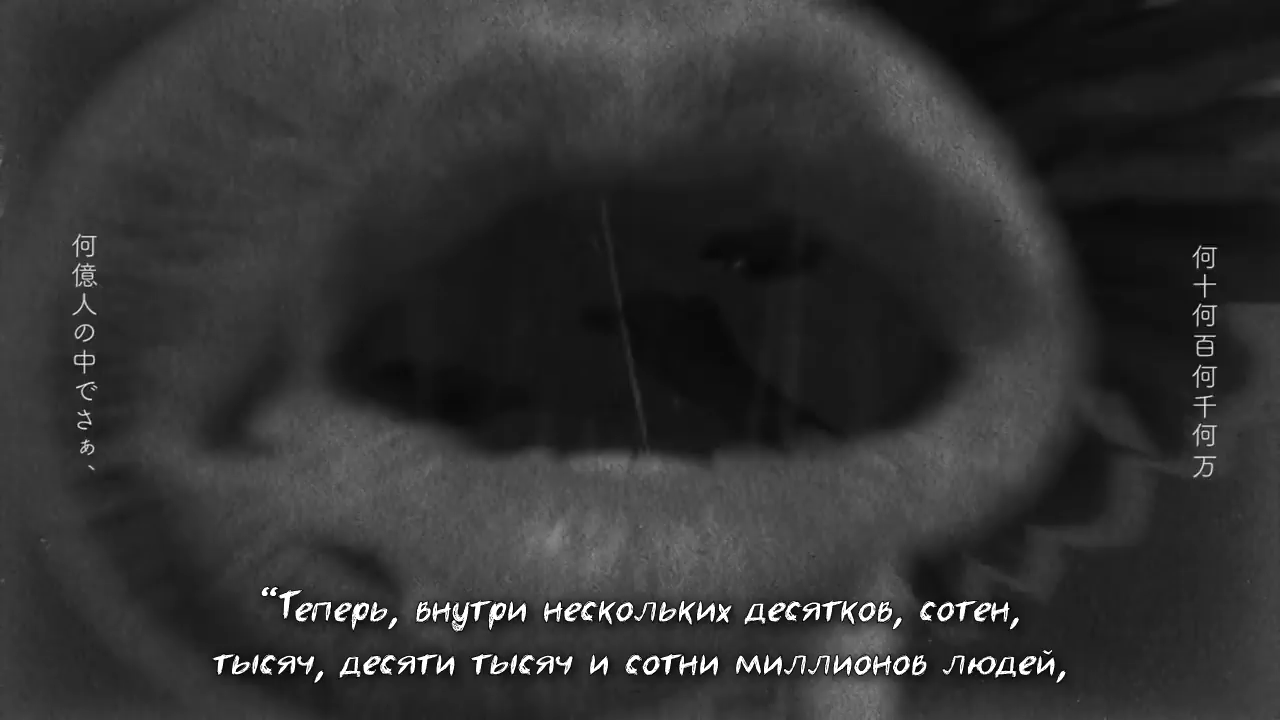 何十何百何千何万
何億人の中でさぁ、
“Теперь, внутри нескольких десятков, сотен,
тысяч, десяти тысяч и сотни миллионов людей,